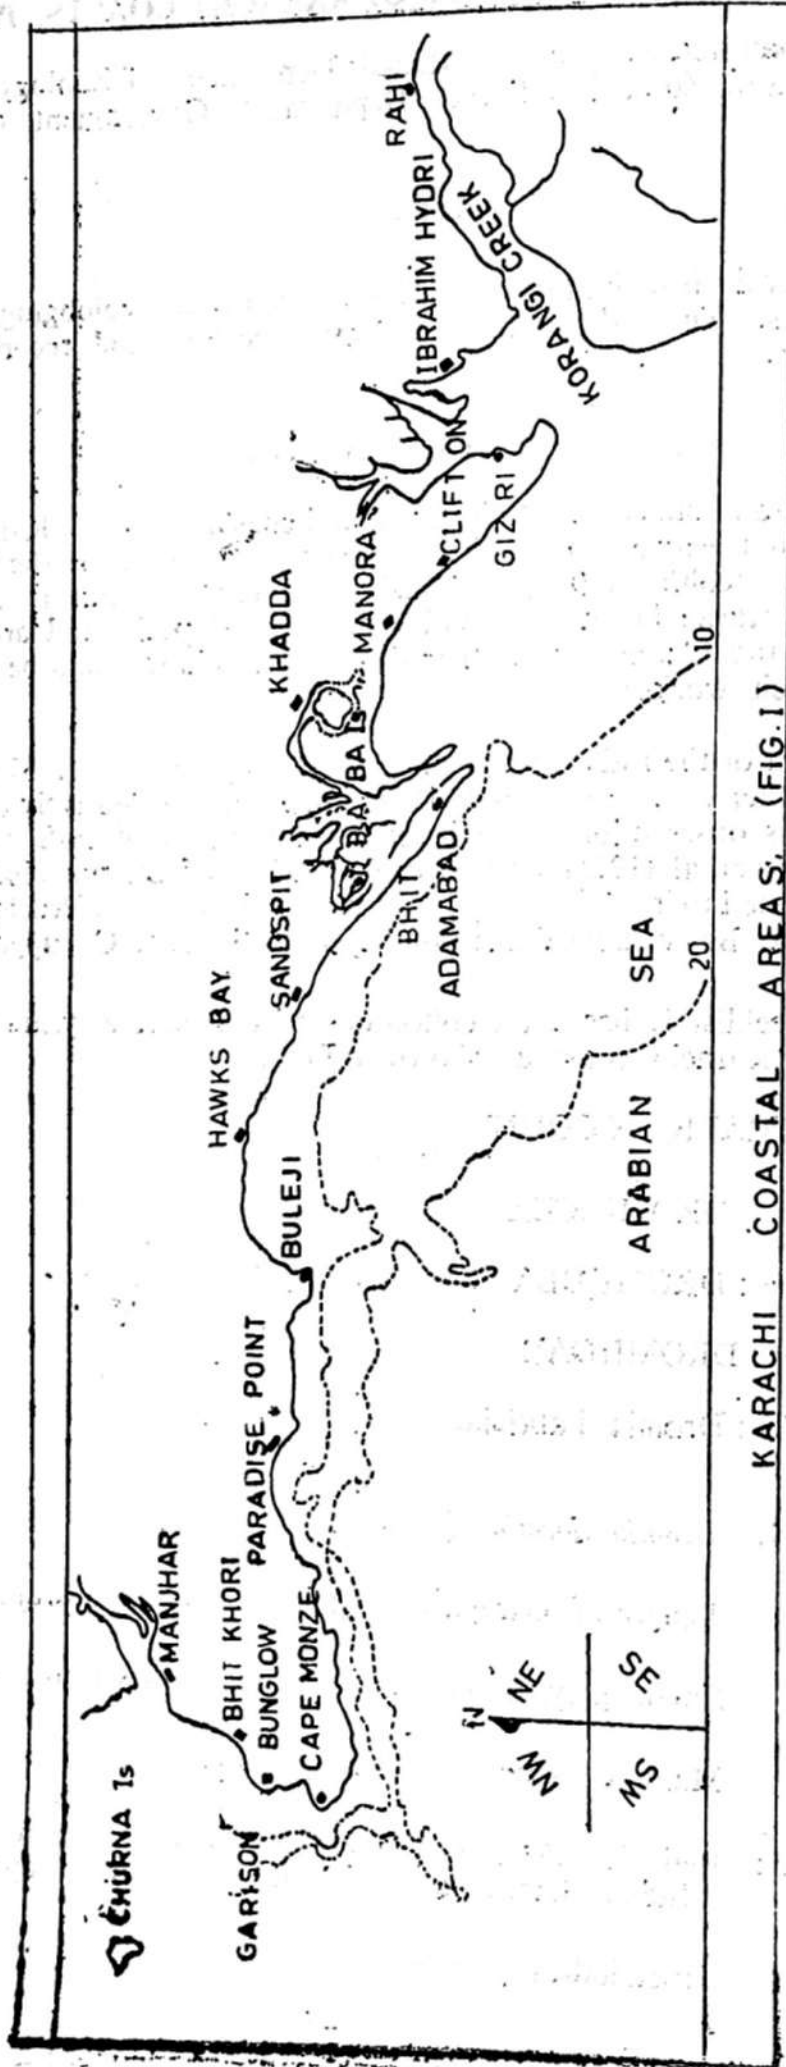 CHURNA Is
MANJHAR
BHIT KHORI
BUNGLOW
GARISON
CAPE MONZE
PARADISE POINT
BULEJI
HAWKS BAY
SANDSPIT
BHIT
BABA Is
ADAMABAD
KHADDA
MANORA
CLIFTON
GIZRI
IBRAHIM HYDRI
RAHI
KORANGI CREEK
10
20
ARABIAN SEA
N
NW
NE
SW
SE
KARACHI COASTAL AREAS, (FIG.I)